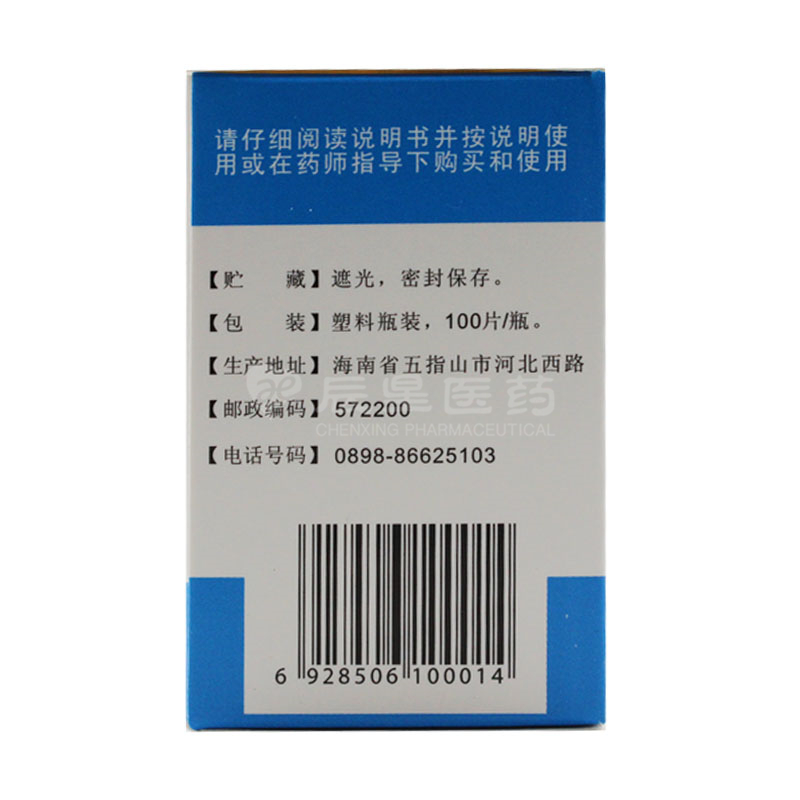 请仔细阅读说明书并按说明使
用或在药师指导下购买和使用
【贮　　藏】遮光，密封保存。
【包　　装】塑料瓶装，100片/瓶。
【生产地址】海南省五指山市河北西路
【邮政编码】572200
【电话号码】0898-86625103
辰星医药
CHENXING PHARMACEUTICAL
6 928506 100014